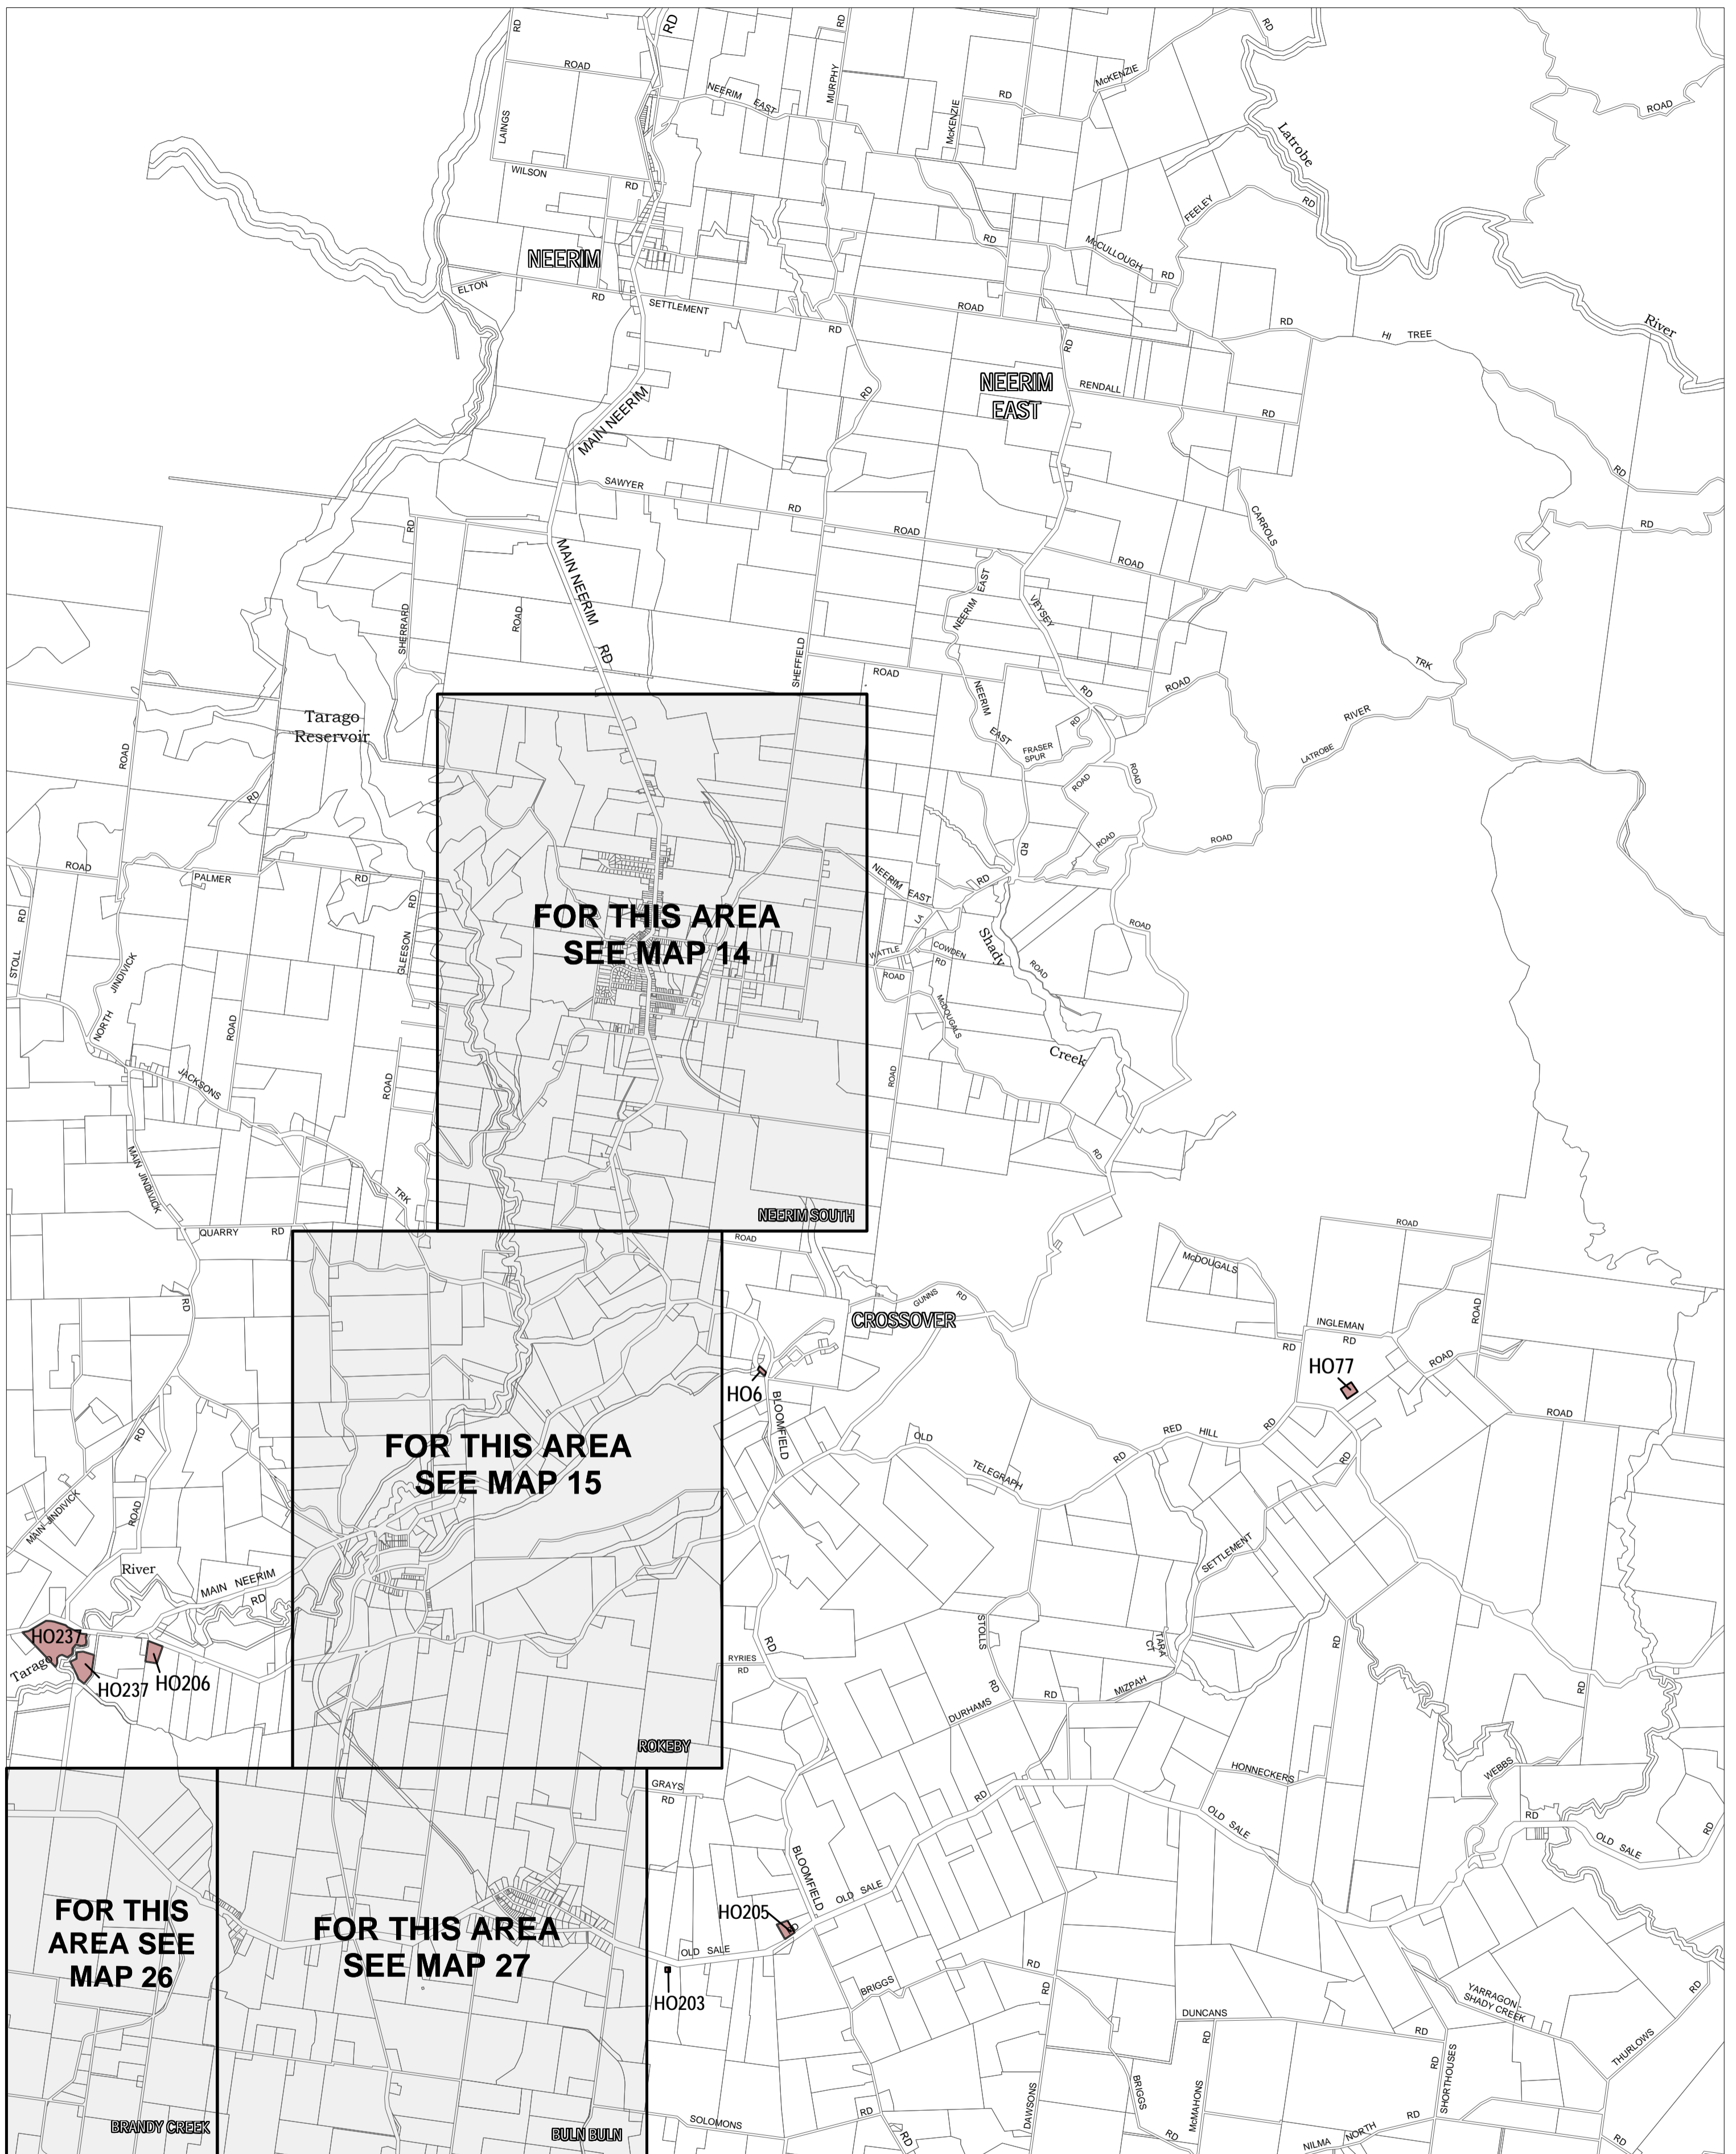 RD
RD
RD
RD
ROAD
MURPHY
McKENZIE
NEERIM EAST
RD
McKENZIE
ROAD
LAINGS
Latrobe
WILSON
RD
FEELEY
RD
RD
McCULLOUGH
RD
NEERIM
ELTON
RD
SETTLEMENT
RD
ROAD
RD
HI TREE
River
RD
NEERIM
EAST
RENDALL
RD
RD
MAIN NEERIM
SAWYER
RD
ROAD
CARROLS
RD
RD
RD
MAIN NEERIM
RD
ROAD
NEERIM EAST
VEYSEY
SHERRARD
ROAD
SHEFFIELD
ROAD
TRK
NEERIM
EAST
RD
ROAD
RD
Tarago
Reservoir
RIVER
LATROBE
FRASER
SPUR
ROAD
ROAD
ROAD
RD
ROAD
ROAD
RD
ROAD
PALMER
RD
RD
NEERIM EAST
RD
FOR THIS AREA
SEE MAP 14
STOLL
RD
GLEESON
LA
WATTLE
COWDEN
RD
ROAD
Shady
ROAD
ROAD
NORTH
JINDIVICK
ROAD
McDOUGALS
Creek
JACKSONS
ROAD
ROAD
MAIN JINDIVICK
TRK
RD
NEERIM SOUTH
QUARRY
RD
ROAD
ROAD
McDOUGALS
RD
GUNNS
RD
CROSSOVER
INGLEMAN
RD
RD
ROAD
ROAD
HO77
HO6
BLOOMFIELD
ROAD
RD
FOR THIS AREA
SEE MAP 15
OLD
TELEGRAPH
RD
RED HILL
RD
RD
MAIN JINDIVICK
ROAD
SETTLEMENT
River
MAIN NEERIM
RD
HO237
Tarago
HO237
HO206
RD
RYRIES
RD
STOLLS
RD
TARA
CT
RD
MIZPAH
RD
DURHAMS
RD
ROKEBY
GRAYS
RD
RD
HONNECKERS
WEBBS
OLD SALE
RD
OLD SALE
RD
BLOOMFIELD
OLD SALE
FOR THIS
AREA SEE
MAP 26
FOR THIS AREA
SEE MAP 27
HO205
OLD SALE
HO203
BRIGGS
RD
RD
YARRAGON -
SHADY CREEK
RD
DUNCANS
RD
RD
RD
THURLOWS
SHORTHOUSES
BRIGGS
McMAHONS
DAWSONS
BRANDY CREEK
BULN BULN
SOLOMONS
RD
RD
RD
NILMA NORTH
RD
RD